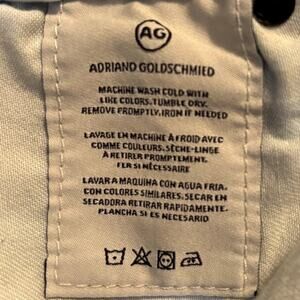 AG
ADRIANO GOLDSCHMIED
MACHINE WASH COLD WITH
LIKE COLORS. TUMBLE DRY.
REMOVE PROMPTLY. IRON IF NEEDED
LAVAGE EN MACHINE À FROID AVEC
COMME COULEURS. SÈCHE-LINGE
A RETIRER PROMPTEMENT.
FER SI NÉCESSAIRE
LAVAR A MAQUINA CON AGUA FRIA.
CON COLORES SIMILARES. SECAR EN
SECADORA RETIRAR RAPIDAMENTE.
PLANCHA SI ES NECESARIO